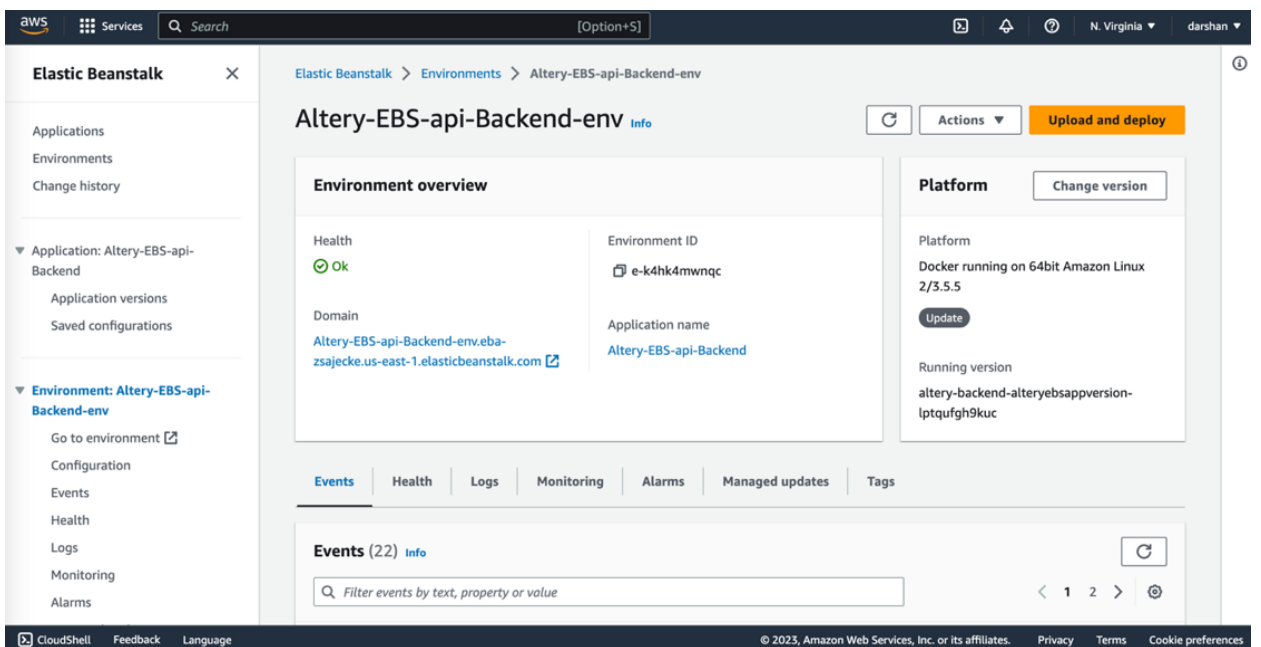 aws Services Search [Option+S] N. Virginia ▼ darshan ▼
Elastic Beanstalk
Applications
Environments
Change history
Application: Altery-EBS-api-
Backend
Application versions
Saved configurations
Environment: Altery-EBS-api-
Backend-env
Go to environment
Configuration
Events
Health
Logs
Monitoring
Alarms
Elastic Beanstalk > Environments > Altery-EBS-api-Backend-env
Altery-EBS-api-Backend-env Info
Actions ▼ Upload and deploy
Environment overview
Health
Ok
Domain
Altery-EBS-api-Backend-env.eba-
zsajecke.us-east-1.elasticbeanstalk.com
Environment ID
e-k4hk4mwnqc
Application name
Altery-EBS-api-Backend
Platform Change version
Platform
Docker running on 64bit Amazon Linux
2/3.5.5
Update
Running version
altery-backend-alteryebsappversion-
lptqufgh9kuc
Events Health Logs Monitoring Alarms Managed updates Tags
Events (22) Info
Filter events by text, property or value
< 1 2 >
CloudShell Feedback Language © 2023, Amazon Web Services, Inc. or its affiliates. Privacy Terms Cookie preferences